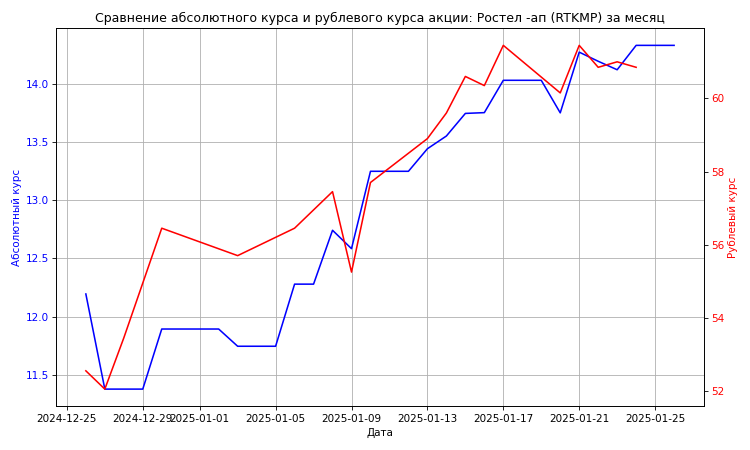 Сравнение абсолютного курса и рублевого курса акции: Ростел -ап (RTKMP) за месяц
Абсолютный курс
14.0
13.5
13.0
12.5
12.0
11.5
60
58
56
54
52
Рублевый курс
2024-12-25 2024-12-29 2025-01-01 2025-01-05 2025-01-09 2025-01-13 2025-01-17 2025-01-21 2025-01-25
Дата